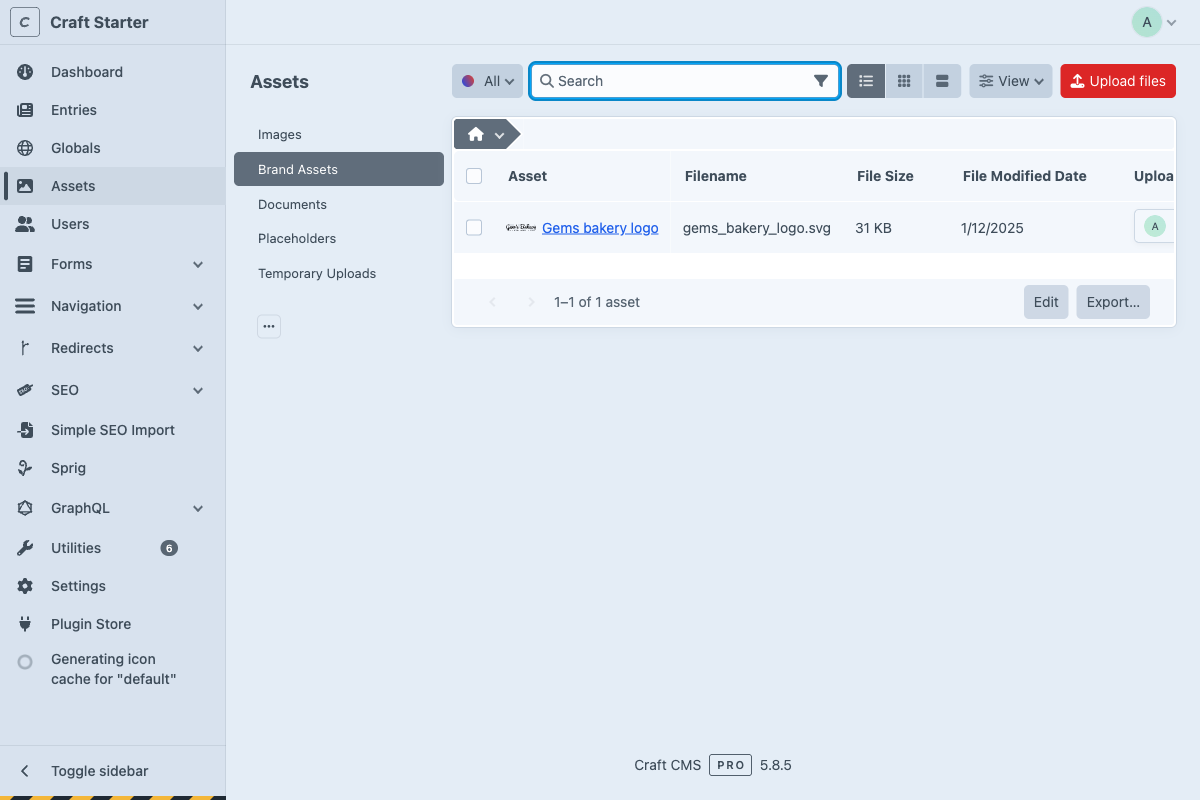 C
Craft Starter
A
Dashboard
Entries
Globals
Assets
Users
Forms
Navigation
Redirects
SEO
Simple SEO Import
Sprig
GraphQL
Utilities
6
Settings
Plugin Store
Generating icon
cache for "default"
Toggle sidebar
Assets
All
Search
View
Upload files
Images
Brand Assets
Documents
Placeholders
Temporary Uploads
Asset Filename File Size File Modified Date Uploa
Gem's Bakery Gems bakery logo gems_bakery_logo.svg 31 KB 1/12/2025 A
1–1 of 1 asset
Edit
Export…
Craft CMS PRO 5.8.5